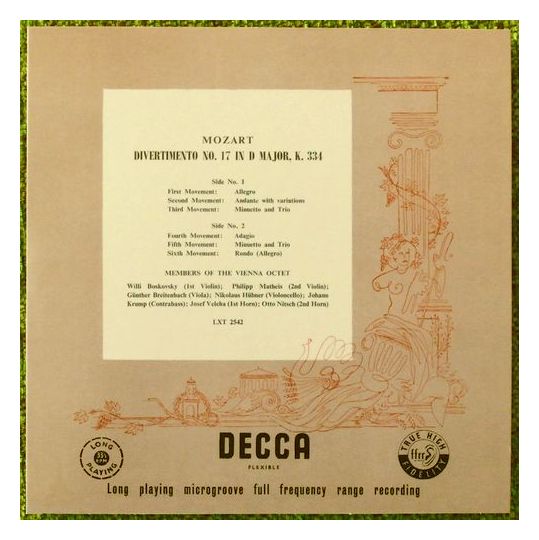 MOZART
DIVERTIMENTO NO. 17 IN D MAJOR, K. 334
Side No. 1
First Movement: Allegro
Second Movement: Andante with variations
Third Movement: Minuetto and Trio
Side No. 2
Fourth Movement: Adagio
Fifth Movement: Minuetto and Trio
Sixth Movement: Rondo (Allegro)
MEMBERS OF THE VIENNA OCTET
Willi Boskovsky (1st Violin); Philipp Matheis (2nd Violin);
Günther Breitenbach (Viola); Nikolaus Hübner (Violoncello); Johann
Krump (Contrabass); Josef Veleba (1st Horn); Otto Nitsch (2nd Horn)
LXT 2542
DECCA
FLEXIBLE
LONG
33⅓
RPM
PLAYING
TRUE HIGH
ffrr
FIDELITY
Long playing microgroove full frequency range recording